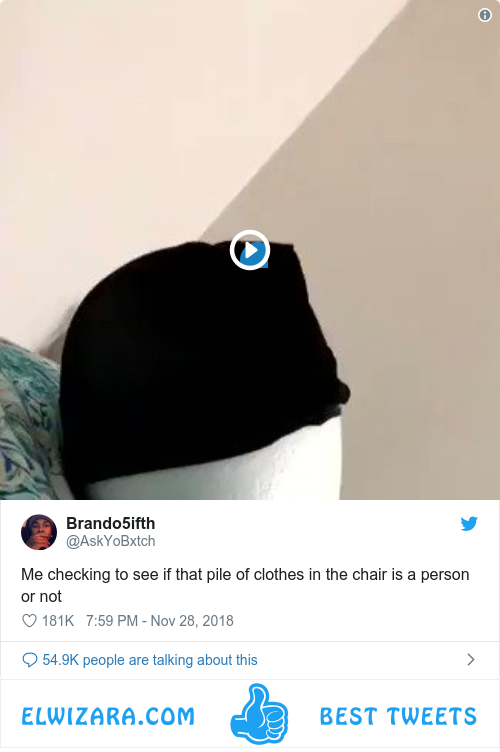 Brando5ifth
@AskYoBxtch
Me checking to see if that pile of clothes in the chair is a person
or not
181K 7:59 PM - Nov 28, 2018
54.9K people are talking about this
ELWIZARA.COM BEST TWEETS